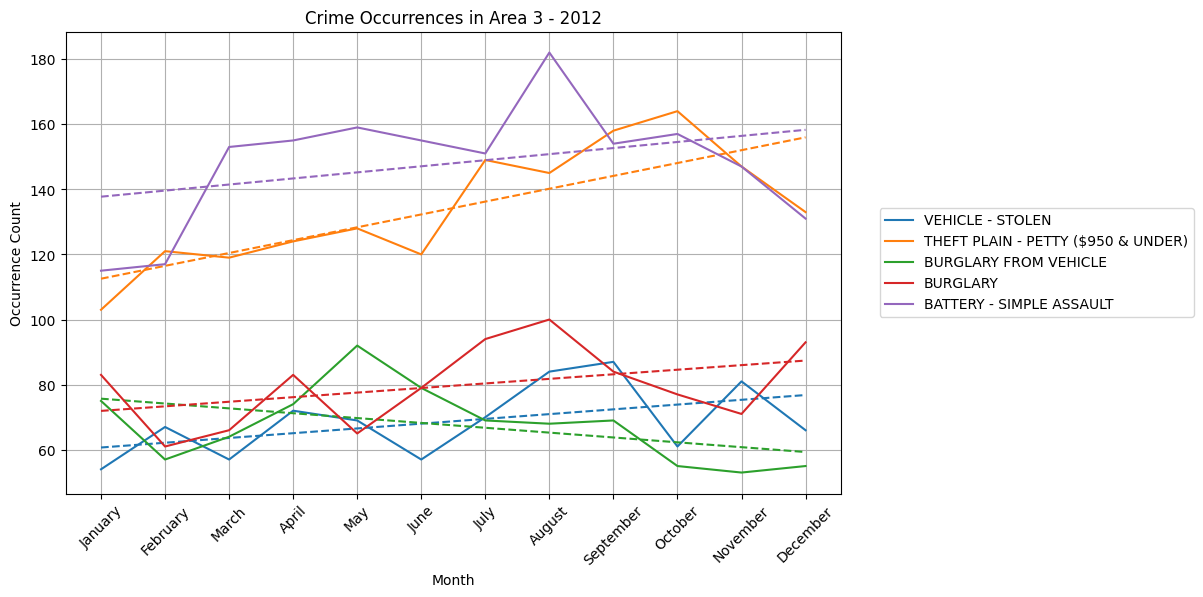 Crime Occurrences in Area 3 - 2012
Occurrence Count
180
160
140
120
100
80
60
January
February
March
April
May
June
July
August
September
October
November
December
Month
VEHICLE - STOLEN
THEFT PLAIN - PETTY ($950 & UNDER)
BURGLARY FROM VEHICLE
BURGLARY
BATTERY - SIMPLE ASSAULT